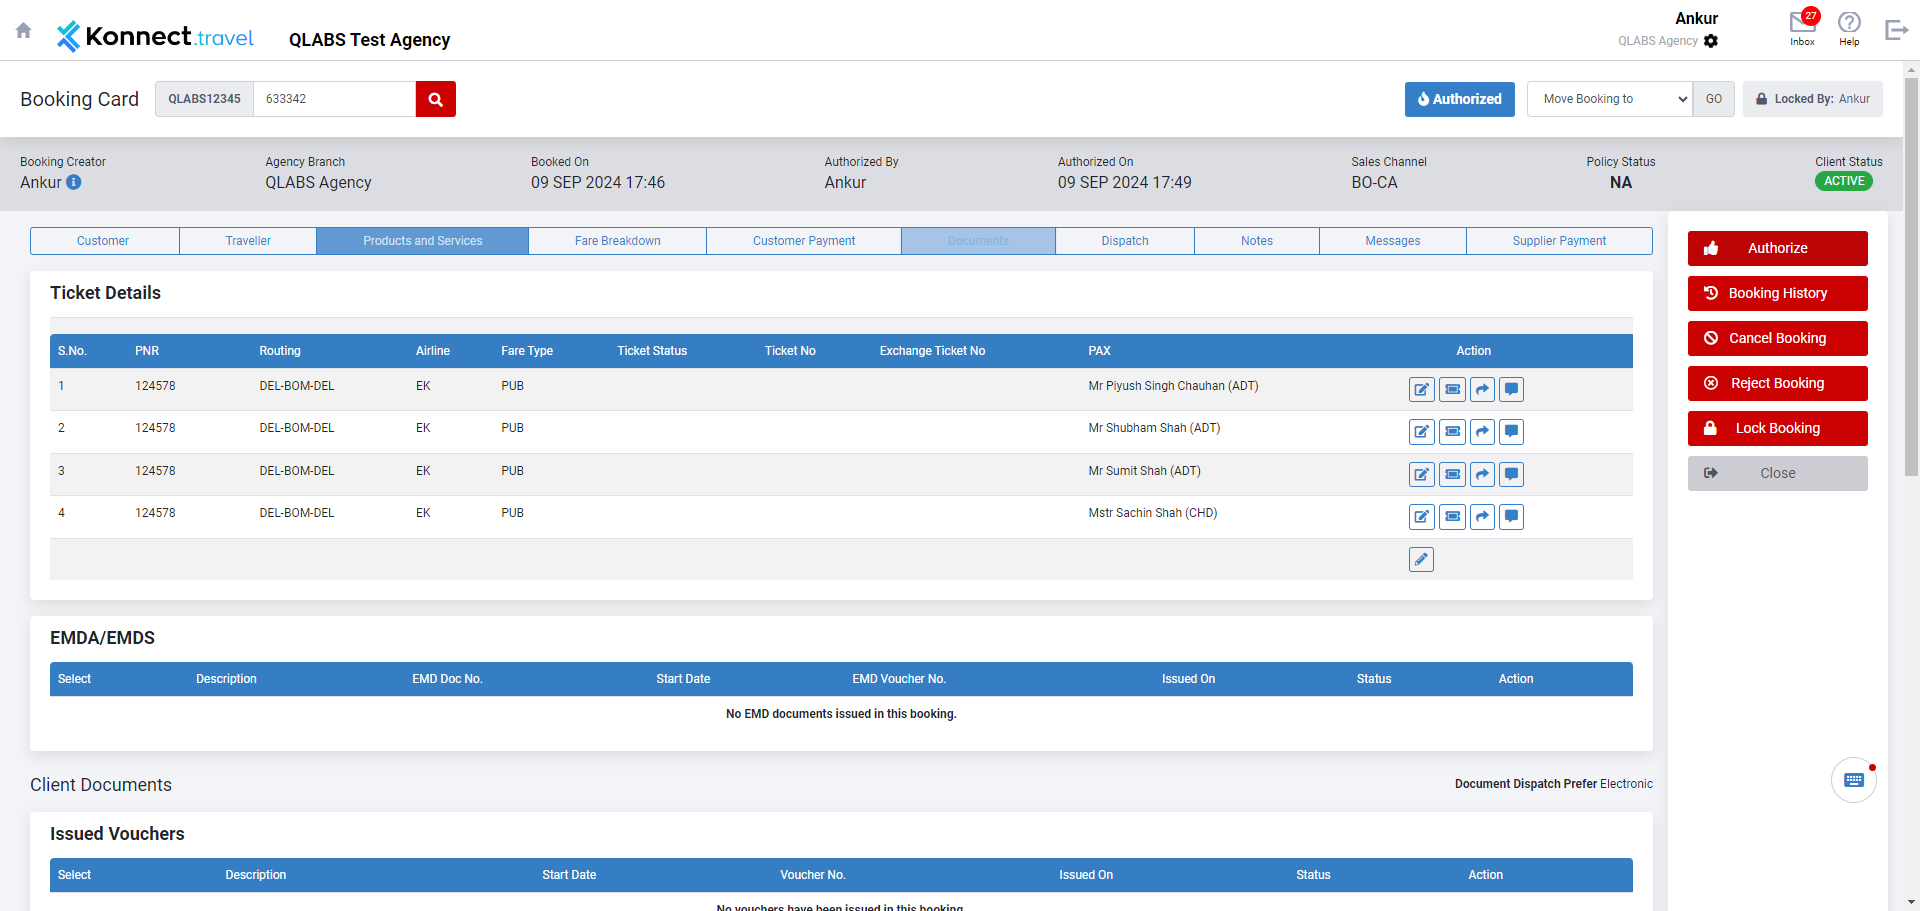 Konnect.travel
QLABS Test Agency
Ankur
QLABS Agency
27
Inbox
Help
Booking Card
QLABS12345
633342
Authorized
Move Booking to
GO
Locked By: Ankur
Booking Creator
Agency Branch
Booked On
Authorized By
Authorized On
Sales Channel
Policy Status
Client Status
Ankur
QLABS Agency
09 SEP 2024 17:46
Ankur
09 SEP 2024 17:49
BO-CA
NA
ACTIVE
Customer
Traveller
Products and Services
Fare Breakdown
Customer Payment
Documents
Dispatch
Notes
Messages
Supplier Payment
Authorize
Booking History
Cancel Booking
Reject Booking
Lock Booking
Close
Ticket Details
S.No. PNR Routing Airline Fare Type Ticket Status Ticket No Exchange Ticket No PAX Action
1 124578 DEL-BOM-DEL EK PUB Mr Piyush Singh Chauhan (ADT)
2 124578 DEL-BOM-DEL EK PUB Mr Shubham Shah (ADT)
3 124578 DEL-BOM-DEL EK PUB Mr Sumit Shah (ADT)
4 124578 DEL-BOM-DEL EK PUB Mstr Sachin Shah (CHD)
EMDA/EMDS
Select Description EMD Doc No. Start Date EMD Voucher No. Issued On Status Action
No EMD documents issued in this booking.
Client Documents
Document Dispatch Prefer Electronic
Issued Vouchers
Select Description Start Date Voucher No. Issued On Status Action
No vouchers have been issued in this booking.